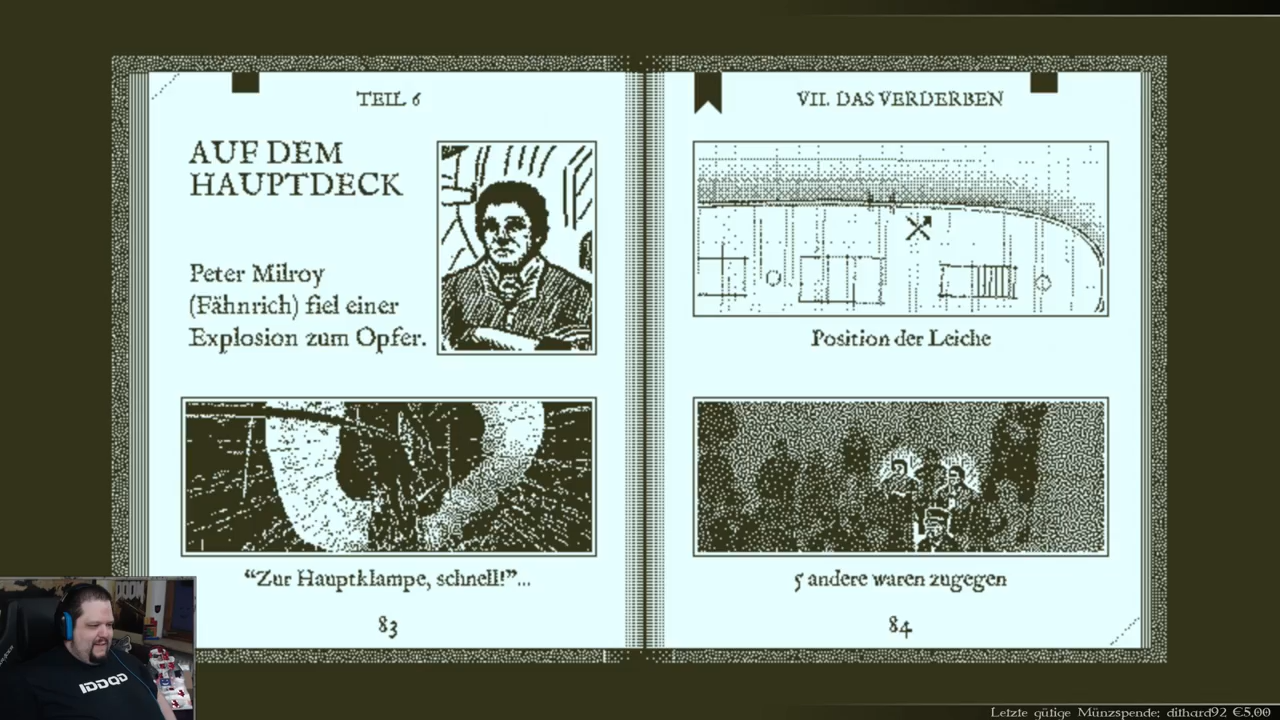 TEIL 6
AUF DEM
HAUPTDECK
Peter Milroy
(Fähnrich) fiel einer
Explosion zum Opfer.
“Zur Hauptklampe, schnell!”...
83
VII. DAS VERDERBEN
Position der Leiche
5 andere waren zugegen
84
IDDQD
Letzte gütige Münzspende: dithard92 €5,00